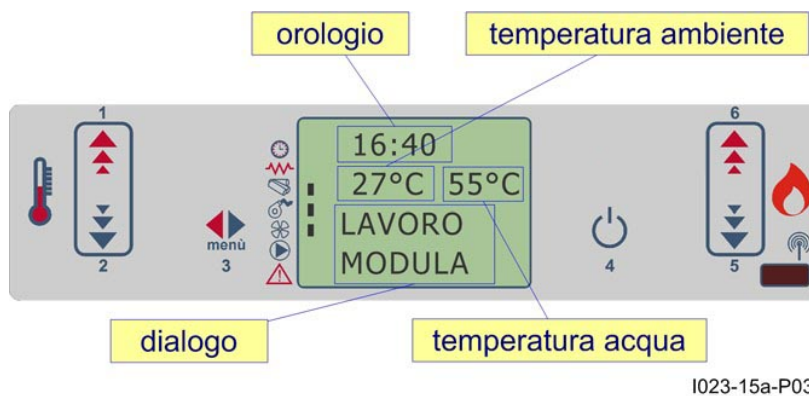 orologio
temperatura ambiente
1
6
16:40
27°C
55°C
LAVORO
MODULA
menù
2
3
4
5
dialogo
temperatura acqua
I023-15a-P03